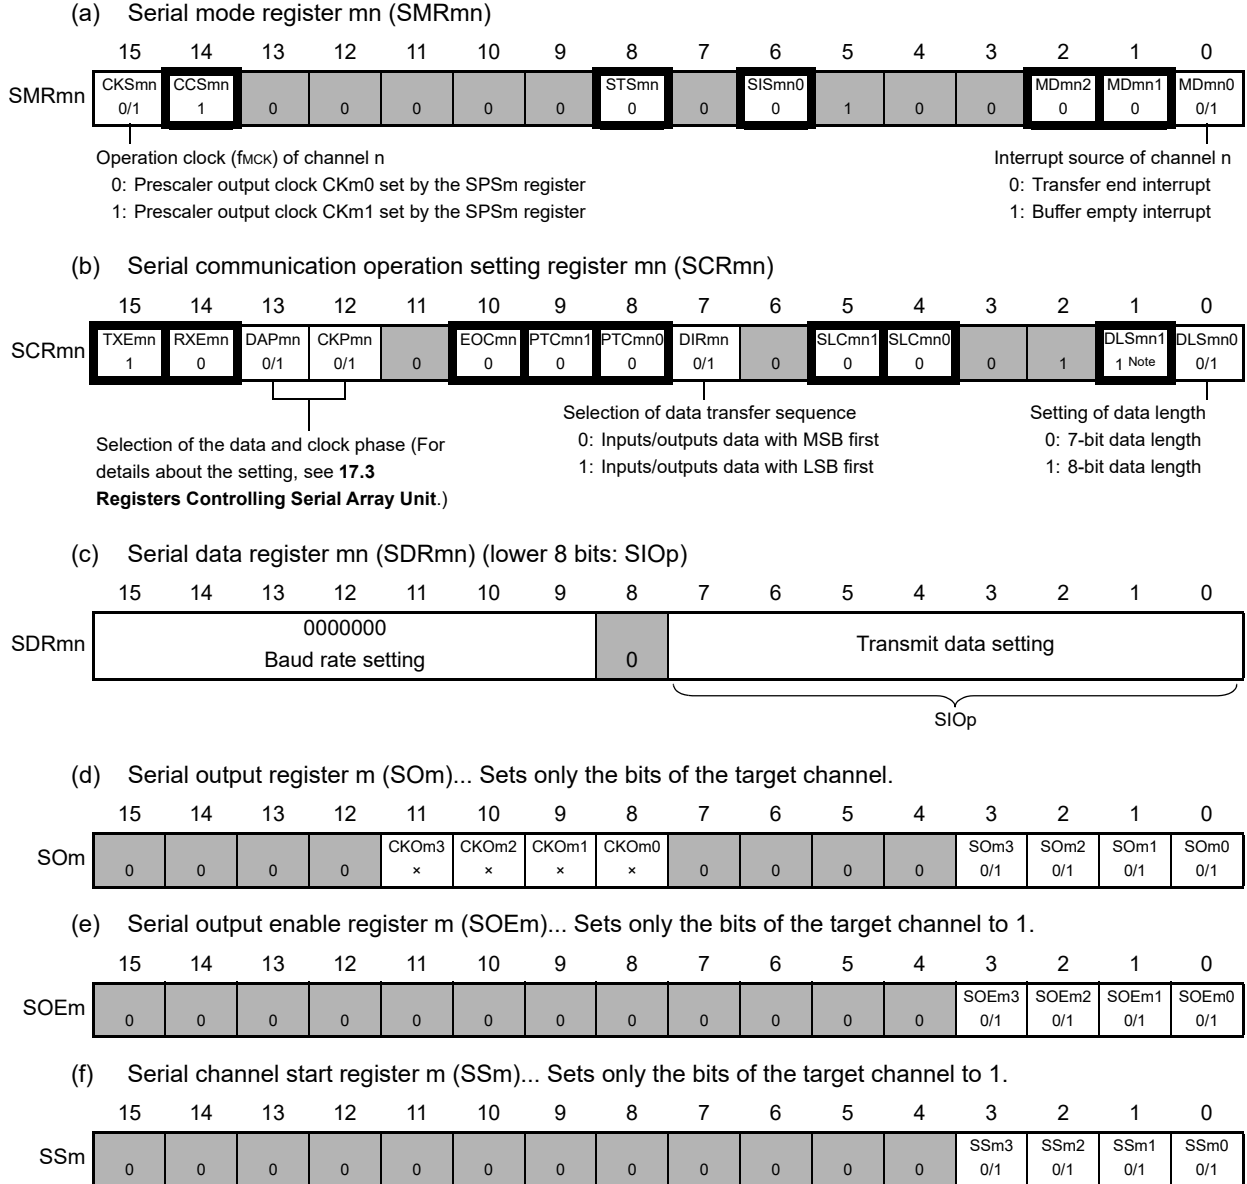 (a) Serial mode register mn (SMRmn)
15 14 13 12 11 10 9 8 7 6 5 4 3 2 1 0
SMRmn CKSmn CCSmn STSmn SISmn0 MDmn2 MDmn1 MDmn0
0/1 1 0 0 0 0 0 0 0 0 1 0 0 0 0 0/1
Operation clock (fMCK) of channel n
0: Prescaler output clock CKm0 set by the SPSm register
1: Prescaler output clock CKm1 set by the SPSm register
Interrupt source of channel n
0: Transfer end interrupt
1: Buffer empty interrupt
(b) Serial communication operation setting register mn (SCRmn)
15 14 13 12 11 10 9 8 7 6 5 4 3 2 1 0
SCRmn TXEmn RXEmn DAPmn CKPmn EOCmn PTCmn1 PTCmn0 DIRmn SLCmn1 SLCmn0 DLSmn1 DLSmn0
1 0 0/1 0/1 0 0 0 0 0/1 0 0 0 0 1 1 Note 0/1
Selection of the data and clock phase (For
details about the setting, see 17.3
Registers Controlling Serial Array Unit.)
Selection of data transfer sequence
0: Inputs/outputs data with MSB first
1: Inputs/outputs data with LSB first
Setting of data length
0: 7-bit data length
1: 8-bit data length
(c) Serial data register mn (SDRmn) (lower 8 bits: SIOp)
15 14 13 12 11 10 9 8 7 6 5 4 3 2 1 0
SDRmn 0000000
Baud rate setting 0 Transmit data setting
SIOp
(d) Serial output register m (SOm)... Sets only the bits of the target channel.
15 14 13 12 11 10 9 8 7 6 5 4 3 2 1 0
SOm CKOm3 CKOm2 CKOm1 CKOm0 SOm3 SOm2 SOm1 SOm0
0 0 0 0 × × × × 0 0 0 0 0/1 0/1 0/1 0/1
(e) Serial output enable register m (SOEm)... Sets only the bits of the target channel to 1.
15 14 13 12 11 10 9 8 7 6 5 4 3 2 1 0
SOEm SOEm3 SOEm2 SOEm1 SOEm0
0 0 0 0 0 0 0 0 0 0 0 0 0/1 0/1 0/1 0/1
(f) Serial channel start register m (SSm)... Sets only the bits of the target channel to 1.
15 14 13 12 11 10 9 8 7 6 5 4 3 2 1 0
SSm SSm3 SSm2 SSm1 SSm0
0 0 0 0 0 0 0 0 0 0 0 0 0/1 0/1 0/1 0/1